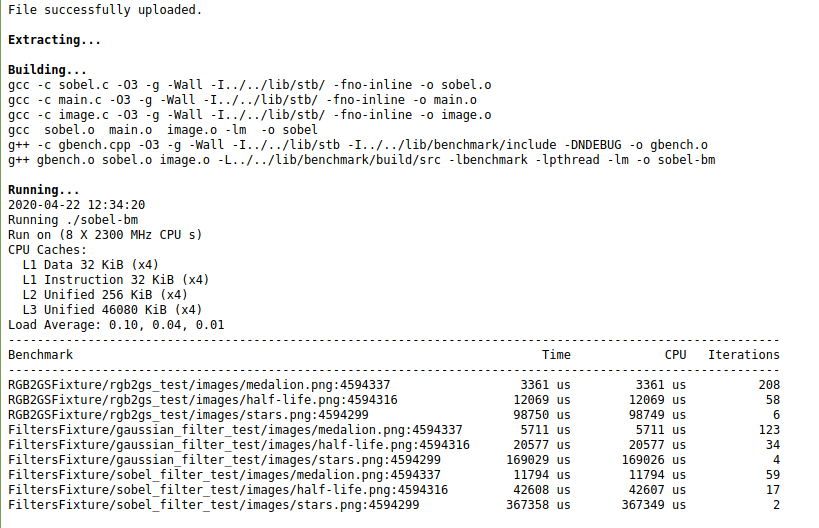 File successfully uploaded.
Extracting...
Building...
gcc -c sobel.c -O3 -g -Wall -I../../lib/stb/ -fno-inline -o sobel.o
gcc -c main.c -O3 -g -Wall -I../../lib/stb/ -fno-inline -o main.o
gcc -c image.c -O3 -g -Wall -I../../lib/stb/ -fno-inline -o image.o
gcc  sobel.o  main.o  image.o -lm  -o sobel
g++ -c gbench.cpp -O3 -g -Wall -I../../lib/stb -I../../lib/benchmark/include -DNDEBUG -o gbench.o
g++ gbench.o sobel.o image.o -L../../lib/benchmark/build/src -lbenchmark -lpthread -lm -o sobel-bm
Running...
2020-04-22 12:34:20
Running ./sobel-bm
Run on (8 X 2300 MHz CPU s)
CPU Caches:
  L1 Data 32 KiB (x4)
  L1 Instruction 32 KiB (x4)
  L2 Unified 256 KiB (x4)
  L3 Unified 46080 KiB (x4)
Load Average: 0.10, 0.04, 0.01
-----------------------------------------------------------------------------------------------------------
Benchmark                                                                 Time             CPU   Iterations
-----------------------------------------------------------------------------------------------------------
RGB2GSFixture/rgb2gs_test/images/medalion.png:4594337                  3361 us         3361 us          208
RGB2GSFixture/rgb2gs_test/images/half-life.png:4594316                12069 us        12069 us           58
RGB2GSFixture/rgb2gs_test/images/stars.png:4594299                    98750 us        98749 us            6
FiltersFixture/gaussian_filter_test/images/medalion.png:4594337        5711 us         5711 us          123
FiltersFixture/gaussian_filter_test/images/half-life.png:4594316      20577 us        20577 us           34
FiltersFixture/gaussian_filter_test/images/stars.png:4594299         169029 us       169026 us            4
FiltersFixture/sobel_filter_test/images/medalion.png:4594337          11794 us        11794 us           59
FiltersFixture/sobel_filter_test/images/half-life.png:4594316         42608 us        42607 us           17
FiltersFixture/sobel_filter_test/images/stars.png:4594299            367358 us       367349 us            2